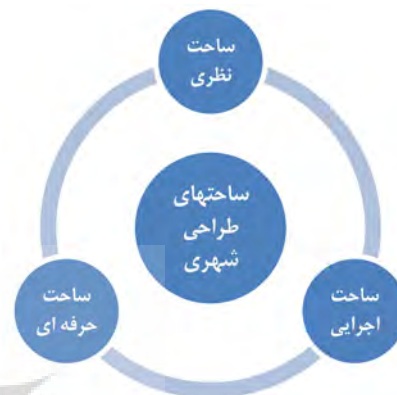 ساحت
نظری
ساحتهای
طراحی
شهری
ساحت
اجرایی
ساحت
حرفه ای